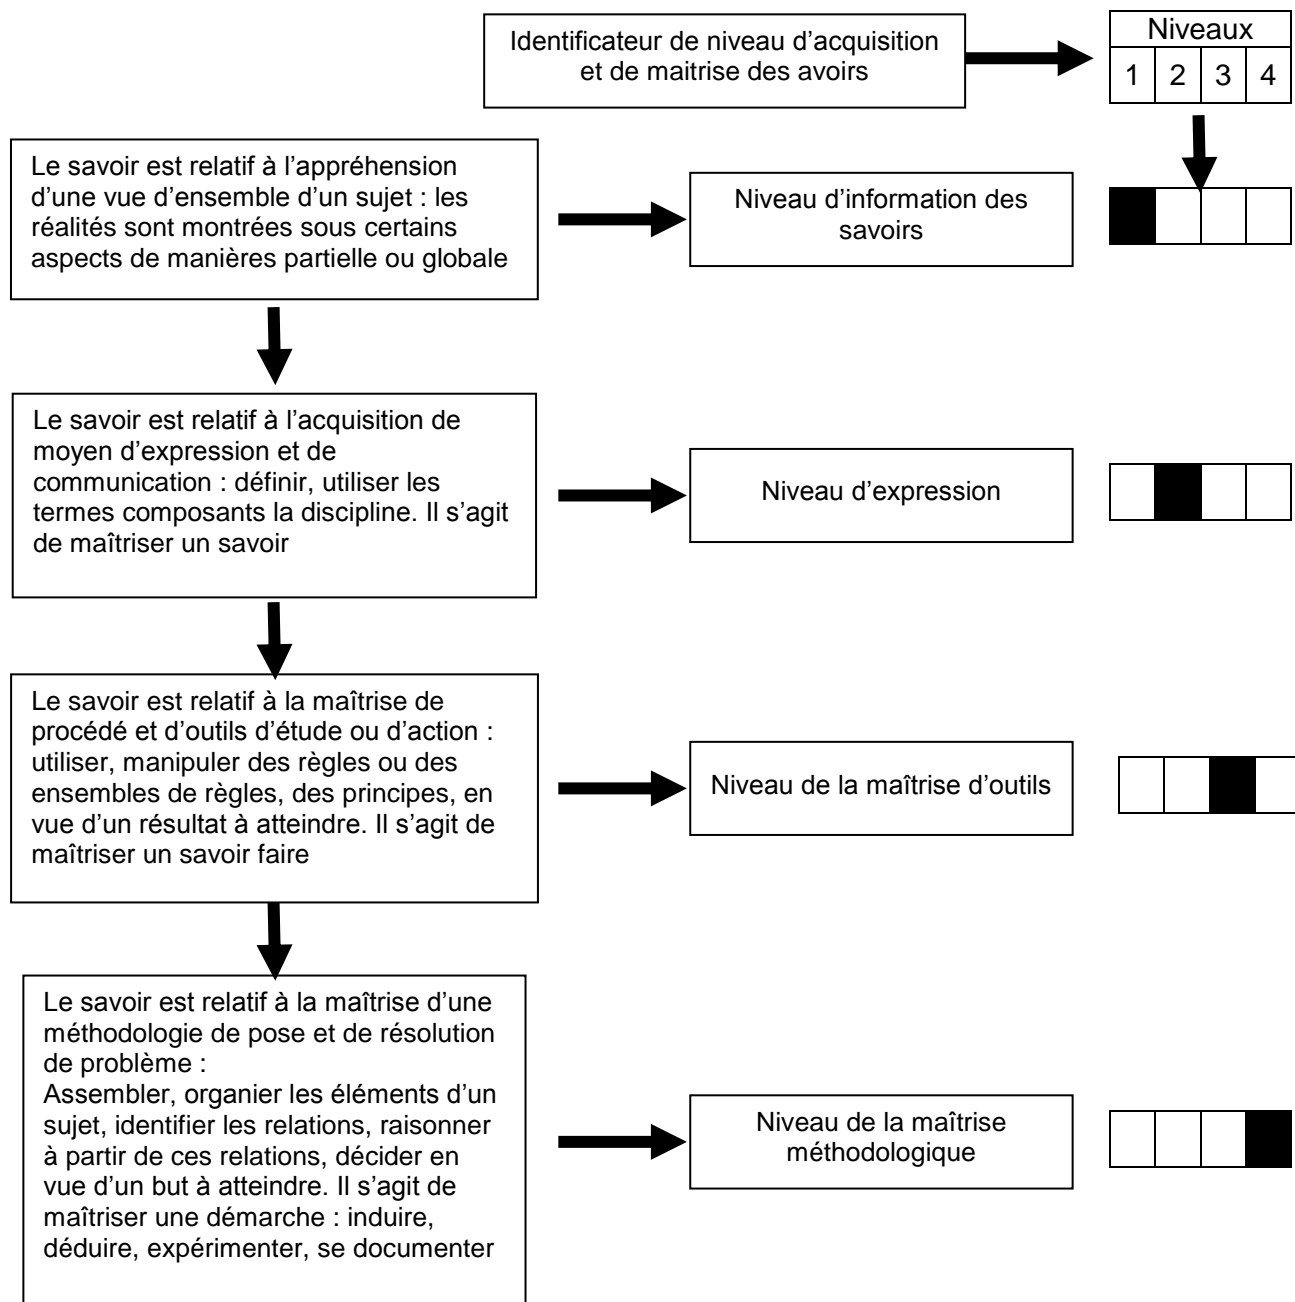 Identificateur de niveau d’acquisition
et de maitrise des avoirs
Niveaux
1 2 3 4
Le savoir est relatif à l’appréhension
d’une vue d’ensemble d’un sujet : les
réalités sont montrées sous certains
aspects de manières partielle ou globale
Niveau d’information des
savoirs
Le savoir est relatif à l’acquisition de
moyen d’expression et de
communication : définir, utiliser les
termes composants la discipline. Il s’agit
de maîtriser un savoir
Niveau d’expression
Le savoir est relatif à la maîtrise de
procédé et d’outils d’étude ou d’action :
utiliser, manipuler des règles ou des
ensembles de règles, des principes, en
vue d’un résultat à atteindre. Il s’agit de
maîtriser un savoir faire
Niveau de la maîtrise d’outils
Le savoir est relatif à la maîtrise d’une
méthodologie de pose et de résolution
de problème :
Assembler, organier les éléments d’un
sujet, identifier les relations, raisonner
à partir de ces relations, décider en
vue d’un but à atteindre. Il s’agit de
maîtriser une démarche : induire,
déduire, expérimenter, se documenter
Niveau de la maîtrise
méthodologique